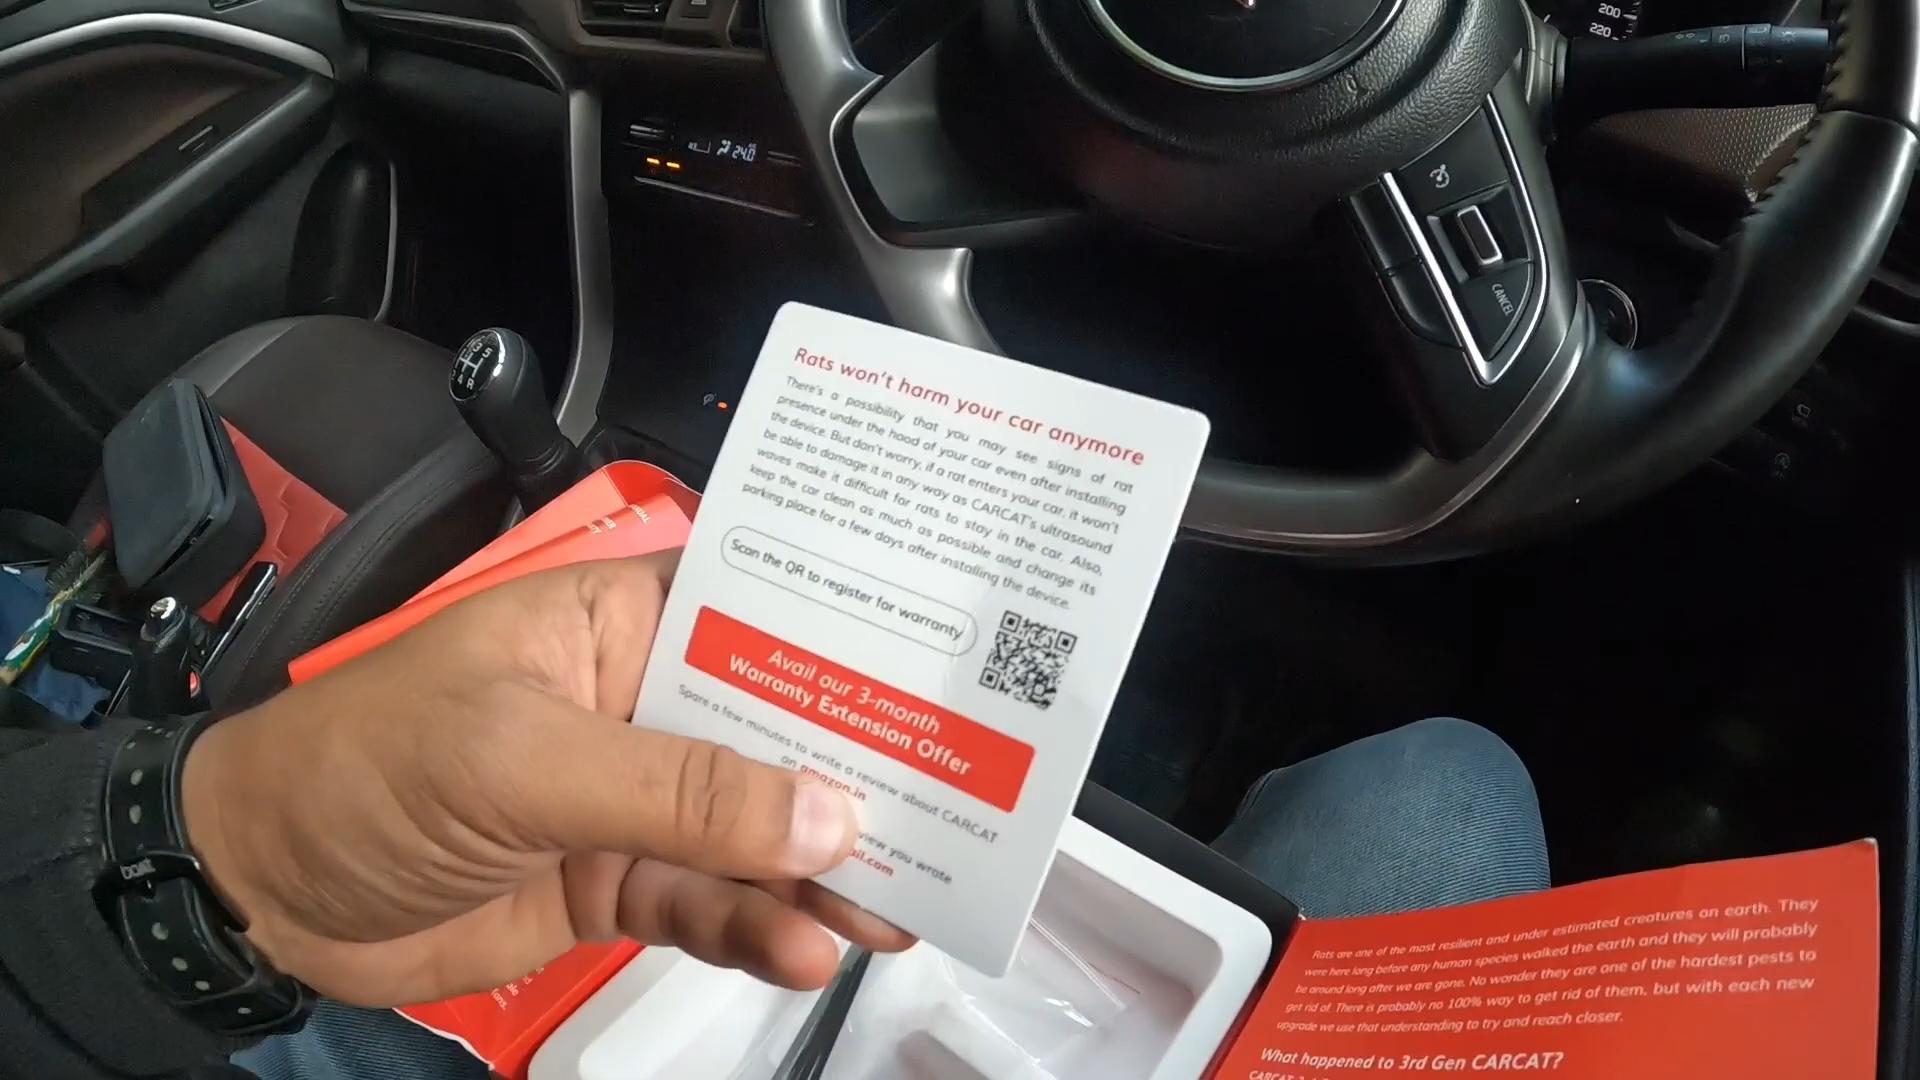 200
220
24.0
CANCEL
3 5
4 R
Rats won't harm your car anymore
There's a possibility that you may see signs of rat
presence under the hood of your car even after installing
the device. But don't worry, if a rat enters your car, it won't
be able to damage it in any way as CARCAT's ultrasound
waves make it difficult for rats to stay in the car. Also,
keep the car clean as much as possible and change its
parking place for a few days after installing the device.
Scan the QR to register for warranty
Avail our 3-month
Warranty Extension Offer
Spare a few minutes to write a review about CARCAT
on amazon.in
view you wrote
ail.com
boAt
Rats are one of the most resilient and under estimated creatures on earth. They
were here long before any human species walked the earth and they will probably
be around long after we are gone. No wonder they are one of the hardest pests to
get rid of. There is probably no 100% way to get rid of them, but with each new
upgrade we use that understanding to try and reach closer.
What happened to 3rd Gen CARCAT?